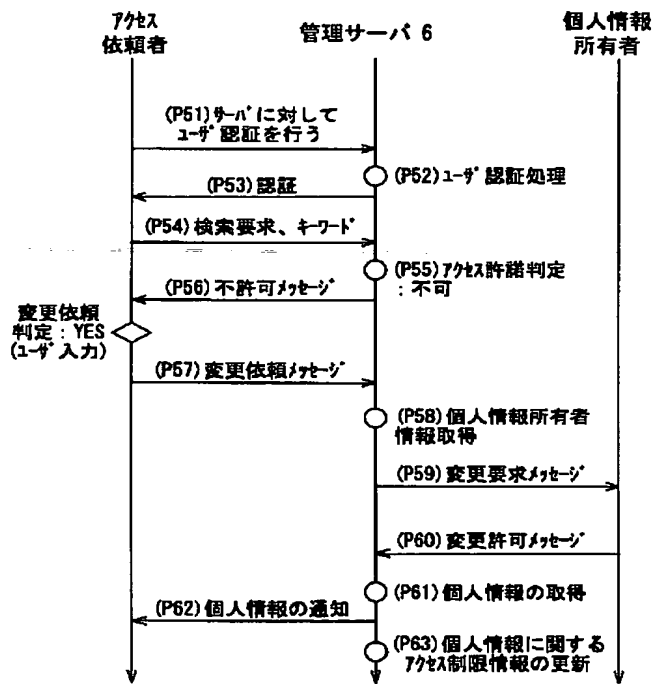 アクセス
依頼者
管理サーバ 6
個人情報
所有者
(P51)サーバに対して
ユーザ認証を行う
(P52)ユーザ認証処理
(P53)認証
(P54)検索要求、キーワード
(P55)アクセス許諾判定
:不可
(P56)不許可メッセージ
変更依頼
判定:YES
(ユーザ入力)
(P57)変更依頼メッセージ
(P58)個人情報所有者
情報取得
(P59)変更要求メッセージ
(P60)変更許可メッセージ
(P61)個人情報の取得
(P62)個人情報の通知
(P63)個人情報に関する
アクセス制限情報の更新